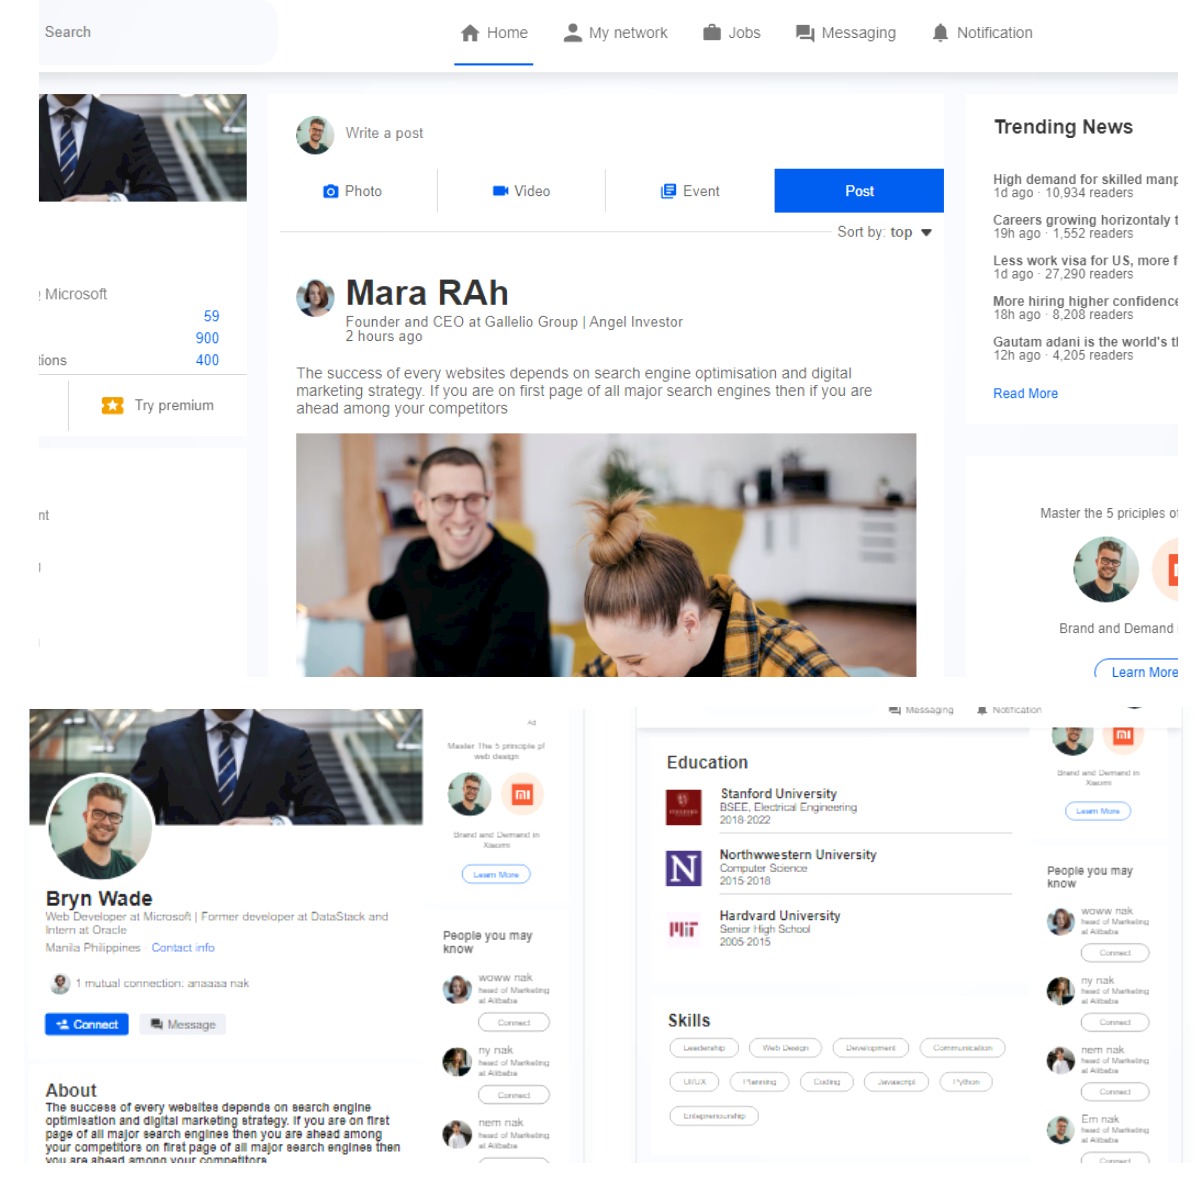 Search
Home
My network
Jobs
Messaging
Notification
Microsoft
59
900
tions
400
Try premium
nt
Write a post
Photo
Video
Event
Post
Sort by: top
Mara RAh
Founder and CEO at Gallelio Group | Angel Investor
2 hours ago
The success of every websites depends on search engine optimisation and digital
marketing strategy. If you are on first page of all major search engines then if you are
ahead among your competitors
Trending News
High demand for skilled manp
1d ago · 10,934 readers
Careers growing horizontaly t
19h ago · 1,552 readers
Less work visa for US, more f
1d ago · 27,290 readers
More hiring higher confidence
18h ago · 8,208 readers
Gautam adani is the world's t
12h ago · 4,205 readers
Read More
Master the 5 priciples of
Brand and Demand
Learn More
Bryn Wade
Web Developer at Microsoft | Former developer at DataStack and
Intern at Oracle
Manila Philippines · Contact info
1 mutual connection: anaaaa nak
Connect
Message
About
The success of every websites depends on search engine
optimisation and digital marketing strategy. If you are on first
page of all major search engines then you are ahead among
your competitors on first page of all major search engines then
you are ahead among your competitors
Ad
Master The 5 principle pf
web design
Brand and Demand in
Xiaomi
Learn More
People you may
know
woww nak
head of Marketing
at Alibaba
Connect
ny nak
head of Marketing
at Alibaba
Connect
nem nak
head of Marketing
at Alibaba
Messaging
Notification
Education
Stanford University
BSEE, Electrical Engineering
2018-2022
Northwwestern University
Computer Science
2015-2018
Hardvard University
Senior High School
2005-2015
Skills
Leadership
Web Design
Development
Communication
UI/UX
Planning
Coding
Javascript
Python
Entrepreneurship
Brand and Demand in
Xiaomi
Learn More
People you may
know
woww nak
head of Marketing
at Alibaba
Connect
ny nak
head of Marketing
at Alibaba
Connect
nem nak
head of Marketing
at Alibaba
Connect
Em nak
head of Marketing
at Alibaba
Connect